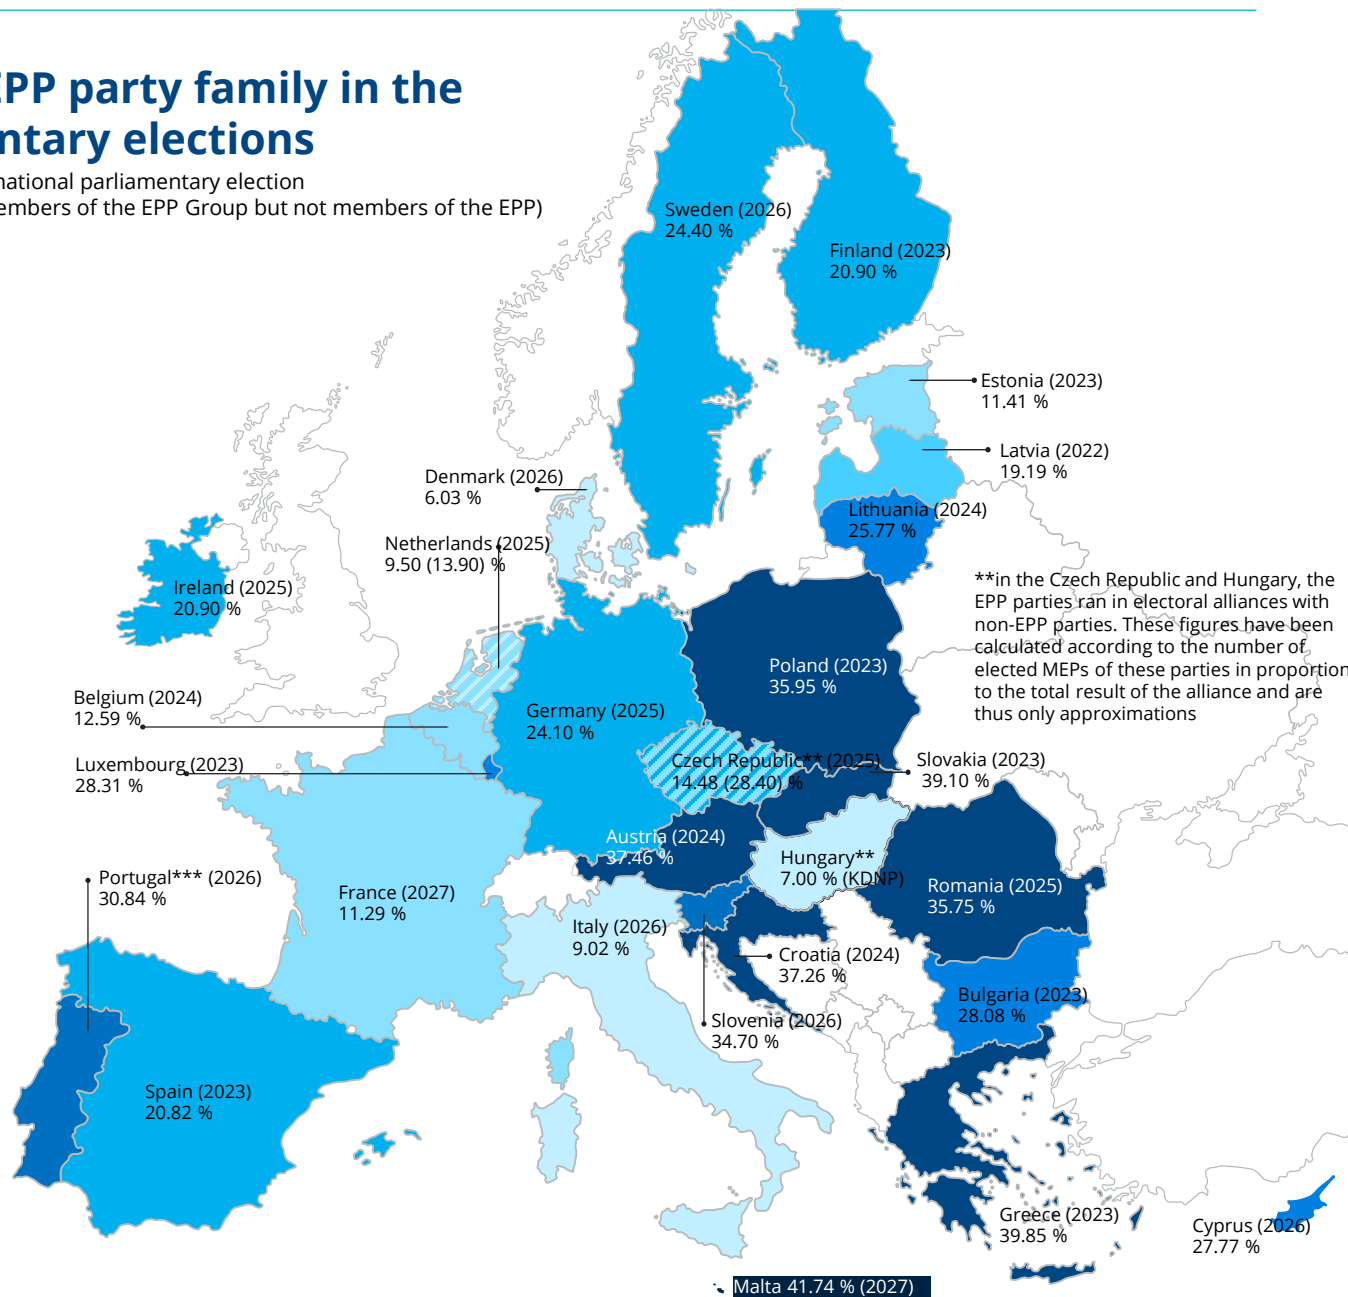 EPP party family in the
ntary elections
national parliamentary election
embers of the EPP Group but not members of the EPP)
Sweden (2026)
24.40 %
Finland (2023)
20.90 %
Estonia (2023)
11.41 %
Latvia (2022)
19.19 %
Denmark (2026)
6.03 %
Lithuania (2024)
25.77 %
Netherlands (2025)
9.50 (13.90) %
Ireland (2025)
20.90 %
**in the Czech Republic and Hungary, the
EPP parties ran in electoral alliances with
non-EPP parties. These figures have been
calculated according to the number of
elected MEPs of these parties in proportion
to the total result of the alliance and are
thus only approximations
Poland (2023)
35.95 %
Belgium (2024)
12.59 %
Germany (2025)
24.10 %
Luxembourg (2023)
28.31 %
Czech Republic** (2025)
14.48 (28.40) %
Slovakia (2023)
39.10 %
Austria (2024)
37.46 %
Hungary**
7.00 % (KDNP)
Portugal*** (2026)
30.84 %
France (2027)
11.29 %
Romania (2025)
35.75 %
Italy (2026)
9.02 %
Croatia (2024)
37.26 %
Bulgaria (2023)
28.08 %
Slovenia (2026)
34.70 %
Spain (2023)
20.82 %
Greece (2023)
39.85 %
Cyprus (2026)
27.77 %
Malta 41.74 % (2027)